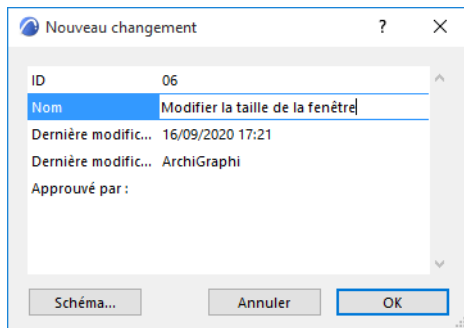 Nouveau changement ?
ID 06
Nom Modifier la taille de la fenêtre
Dernière modific... 16/09/2020 17:21
Dernière modific... ArchiGraphi
Approuvé par :
Schéma... Annuler OK